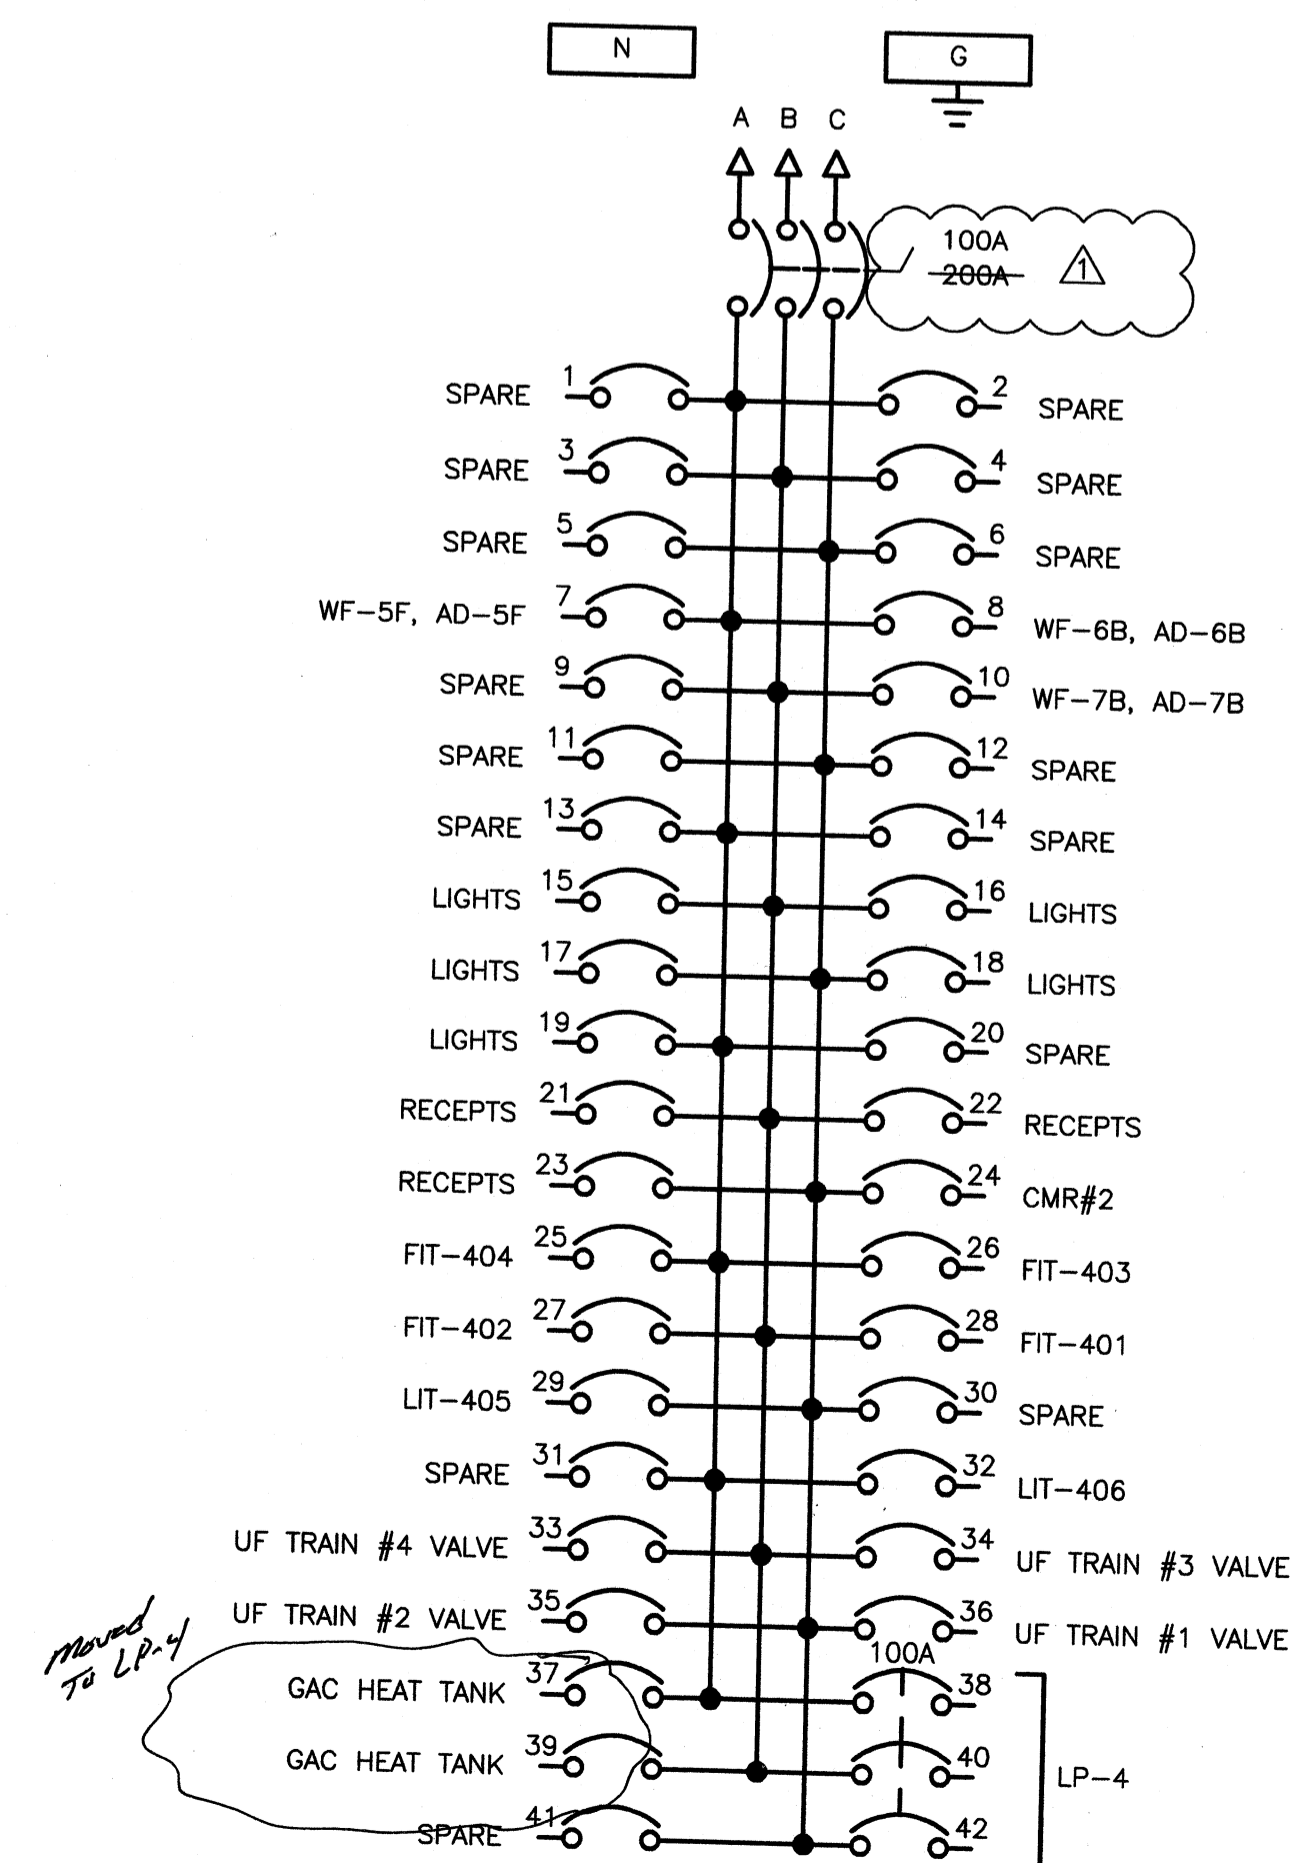 N
G
A B C
100A
200A
1
SPARE 1 2 SPARE
SPARE 3 4 SPARE
SPARE 5 6 SPARE
WF-5F, AD-5F 7 8 WF-6B, AD-6B
SPARE 9 10 WF-7B, AD-7B
SPARE 11 12 SPARE
SPARE 13 14 SPARE
LIGHTS 15 16 LIGHTS
LIGHTS 17 18 LIGHTS
LIGHTS 19 20 SPARE
RECEPTS 21 22 RECEPTS
RECEPTS 23 24 CMR#2
FIT-404 25 26 FIT-403
FIT-402 27 28 FIT-401
LIT-405 29 30 SPARE
SPARE 31 32 LIT-406
UF TRAIN #4 VALVE 33 34 UF TRAIN #3 VALVE
UF TRAIN #2 VALVE 35 36 UF TRAIN #1 VALVE
Moved
To LP-4
100A
GAC HEAT TANK 37 38
GAC HEAT TANK 39 40 LP-4
SPARE 41 42